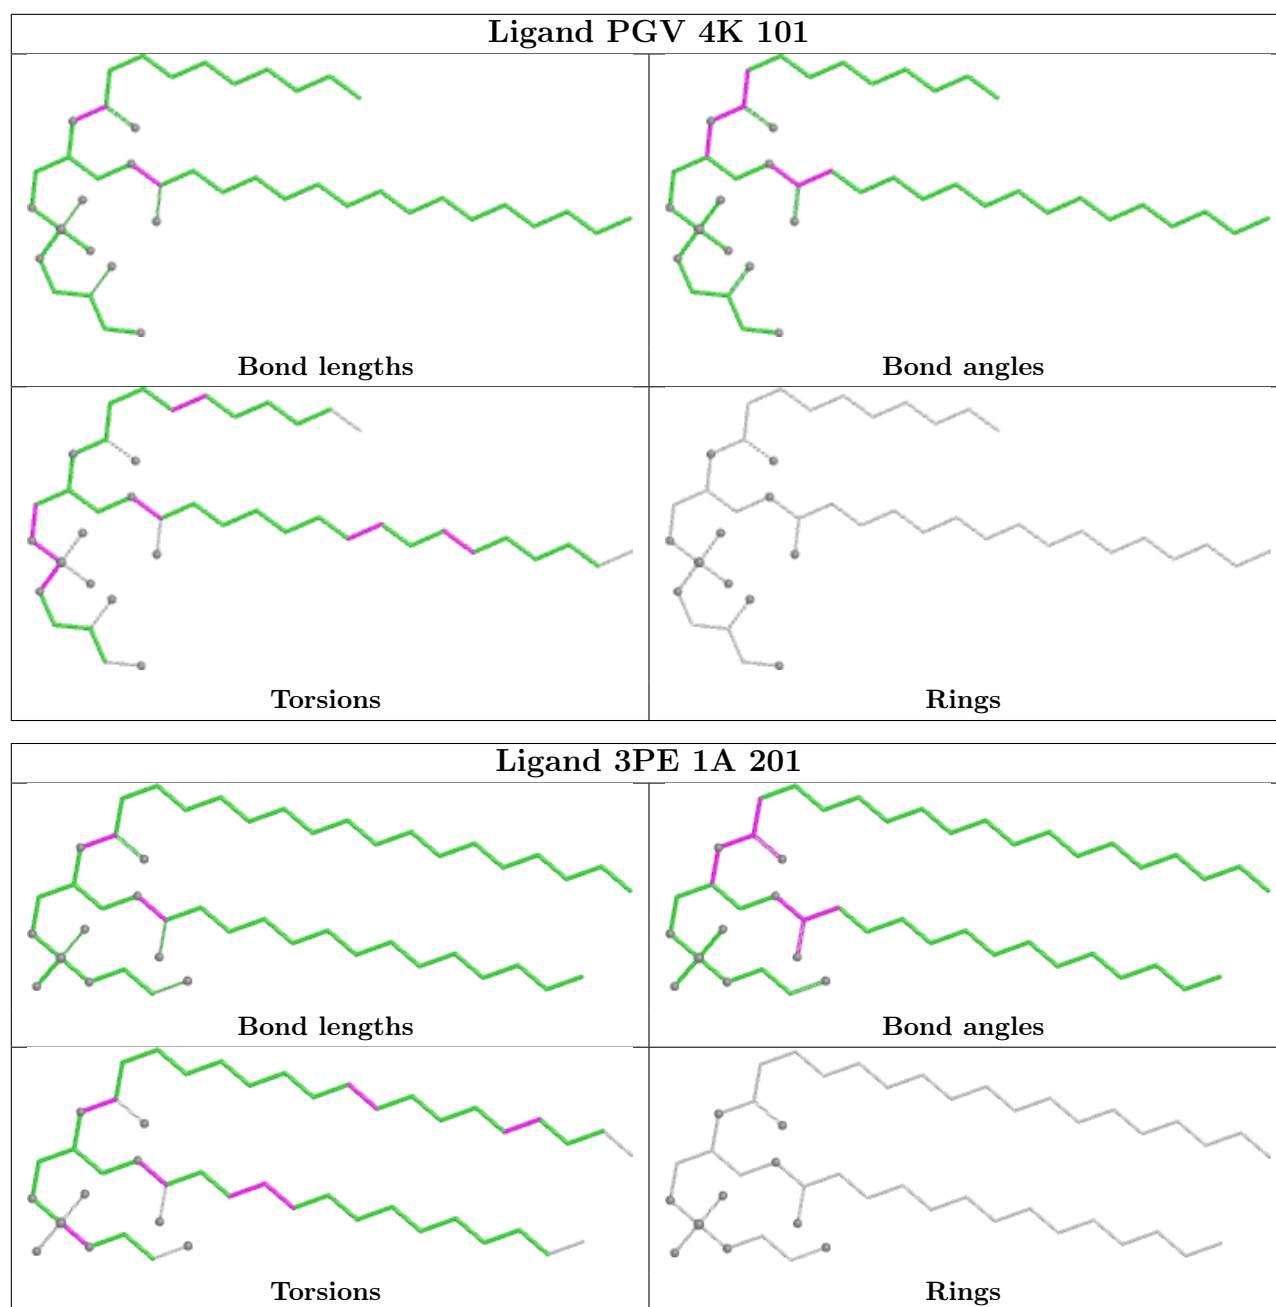 Ligand PGV 4K 101
Bond lengths
Bond angles
Torsions
Rings
Ligand 3PE 1A 201
Bond lengths
Bond angles
Torsions
Rings